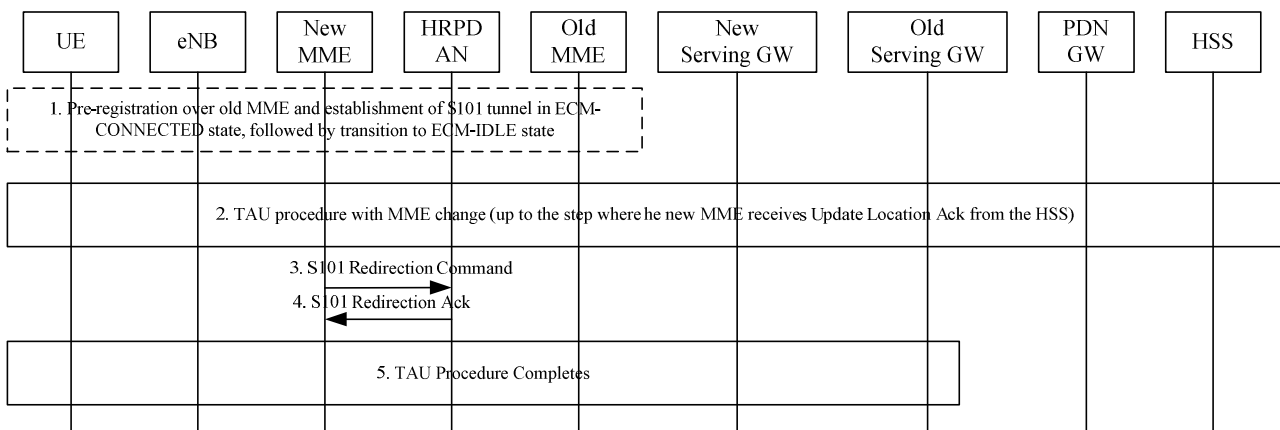 UE
eNB
New
MME
HRPD
AN
Old
MME
New
Serving GW
Old
Serving GW
PDN
GW
HSS
1. Pre-registration over old MME and establishment of S101 tunnel in ECM-
CONNECTED state, followed by transition to ECM-IDLE state
2. TAU procedure with MME change (up to the step where he new MME receives Update Location Ack from the HSS)
3. S101 Redirection Command
4. S101 Redirection Ack
5. TAU Procedure Completes